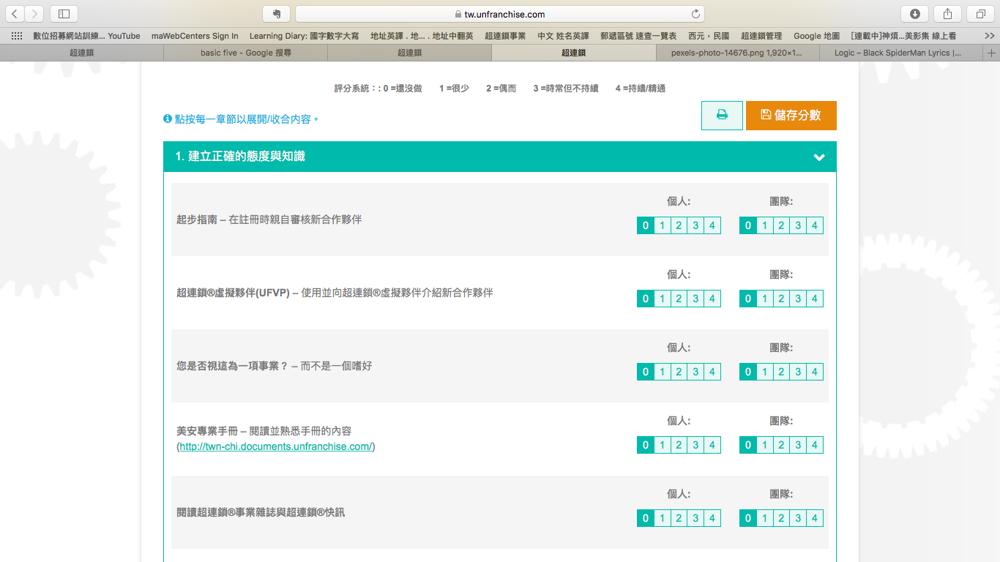 tw.unfranchise.com
數位招募網站訓練... YouTube maWebCenters Sign In Learning Diary: 國字數字大寫 地址英譯 . 地... . 地址中翻英 超連鎖事業 中文 姓名英譯 郵遞區號 速查一覽表 西元，民國 超連鎖管理 Google 地圖 [連載中]神煩...美影集 線上看 >>
超連鎖 basic five - Google 搜尋 超連鎖 超連鎖 pexels-photo-14676.png 1,920×1... Logic – Black SpiderMan Lyrics |... +
評分系統：: 0 =還沒做 1 =很少 2 =偶而 3 =時常但不持續 4 =持續/精通
點按每一章節以展開/收合內容。
儲存分數
1. 建立正確的態度與知識
個人: 團隊:
起步指南 – 在註冊時親自審核新合作夥伴
0 1 2 3 4 0 1 2 3 4
個人: 團隊:
超連鎖®虛擬夥伴(UFVP) – 使用並向超連鎖®虛擬夥伴介紹新合作夥伴
0 1 2 3 4 0 1 2 3 4
個人: 團隊:
您是否視這為一項事業？ – 而不是一個嗜好
0 1 2 3 4 0 1 2 3 4
個人: 團隊:
美安專業手冊 – 閱讀並熟悉手冊的內容
(http://twn-chi.documents.unfranchise.com/)
0 1 2 3 4 0 1 2 3 4
個人: 團隊:
閱讀超連鎖®事業雜誌與超連鎖®快訊
0 1 2 3 4 0 1 2 3 4